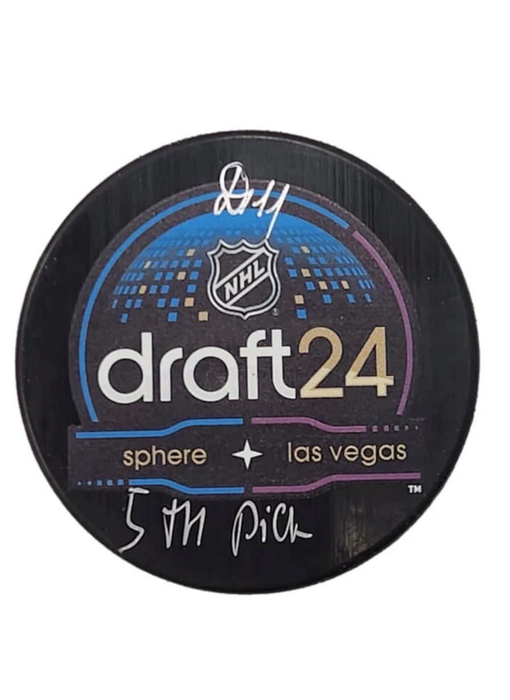 NHL
®
draft24
sphere las vegas
TM
5th pick